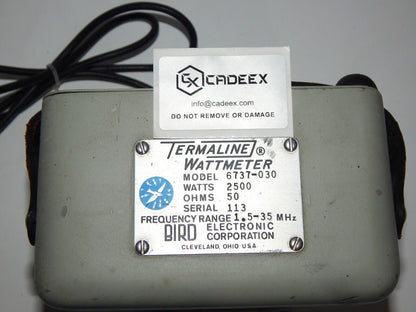 CX CADEEX
info@cadeex.com
DO NOT REMOVE OR DAMAGE
TERMALINE®
WATTMETER
MODEL 6737-030
WATTS 2500
OHMS 50
SERIAL 113
FREQUENCY RANGE 1.5-35 MHz
BIRD ELECTRONIC
CORPORATION
CLEVELAND, OHIO USA